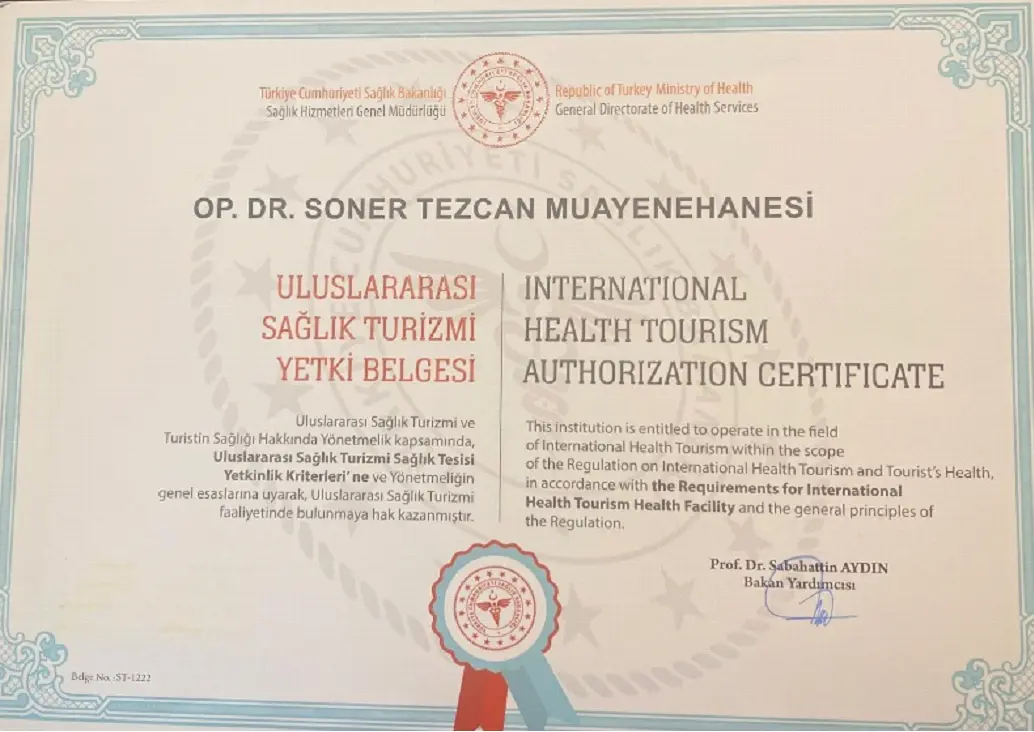 Türkiye Cumhuriyeti Sağlık Bakanlığı
Sağlık Hizmetleri Genel Müdürlüğü
Republic of Turkey Ministry of Health
General Directorate of Health Services
OP. DR. SONER TEZCAN MUAYENEHANESİ
ULUSLARARASI
SAĞLIK TURİZMİ
YETKİ BELGESİ
INTERNATIONAL
HEALTH TOURISM
AUTHORIZATION CERTIFICATE
Uluslararası Sağlık Turizmi ve
Turistin Sağlığı Hakkında Yönetmelik kapsamında,
Uluslararası Sağlık Turizmi Sağlık Tesisi
Yetkinlik Kriterleri' ne ve Yönetmeliğin
genel esaslarına uyarak, Uluslararası Sağlık Turizmi
faaliyetinde bulunmaya hak kazanmıştır.
This institution is entitled to operate in the field
of International Health Tourism within the scope
of the Regulation on International Health Tourism and Tourist's Health,
in accordance with the Requirements for International
Health Tourism Health Facility and the general principles of
the Regulation.
Prof. Dr. Sabahattin AYDIN
Bakan Yardımcısı
Belge No. :ST-1222